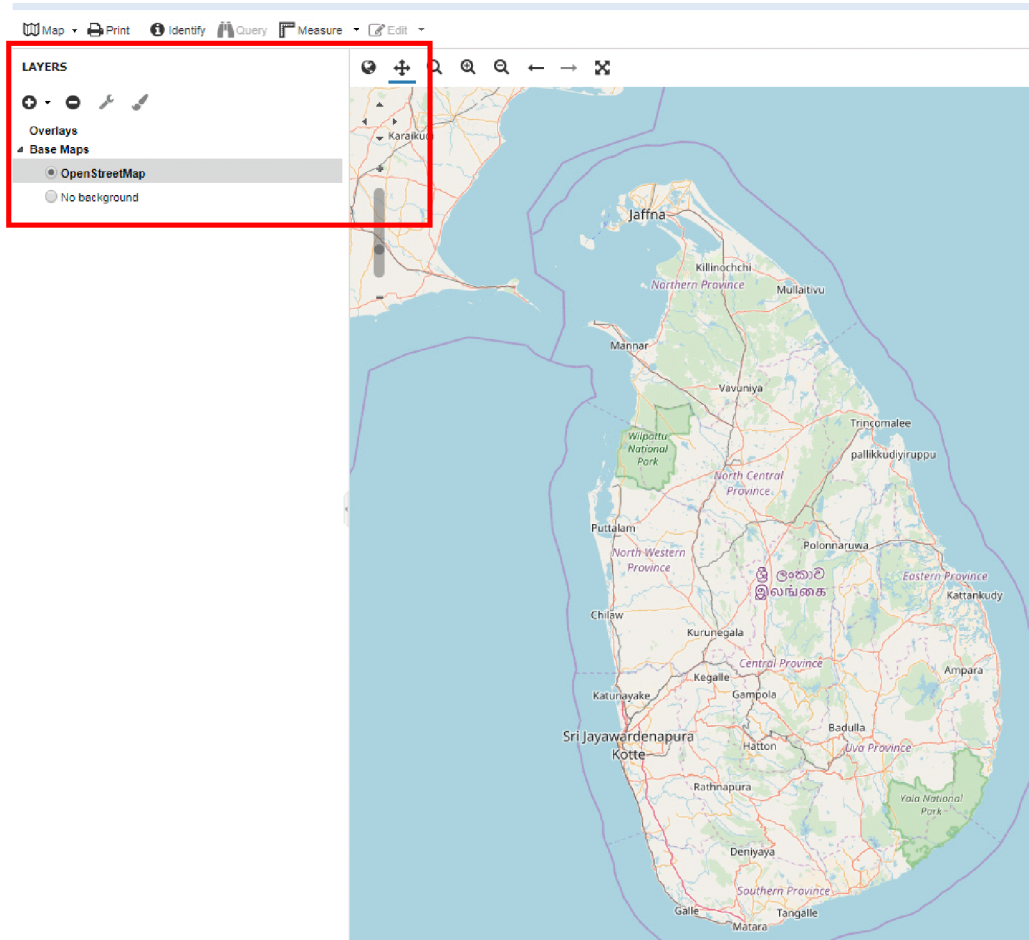 Map Print Identify Query Measure Edit
LAYERS
Overlays
Base Maps
OpenStreetMap
No background
Karaikudi
Jaffna
Killinochchi
Northern Province
Mullaitivu
Mannar
Vavuniya
Trincomalee
Wilpattu
National
Park
pallikkudiyiruppu
North Central
Province
Puttalam
Polonnaruwa
North Western
Province
ශ්‍රී ලංකාව
இலங்கை
Eastern Province
Kattankudy
Chilaw
Kurunegala
Central Province
Kegalle
Ampara
Katunayake
Gampola
Badulla
Sri Jayawardenapura
Kotte
Hatton
Uva Province
Rathnapura
Yala National
Park
Deniyaya
Southern Province
Galle
Tangalle
Matara